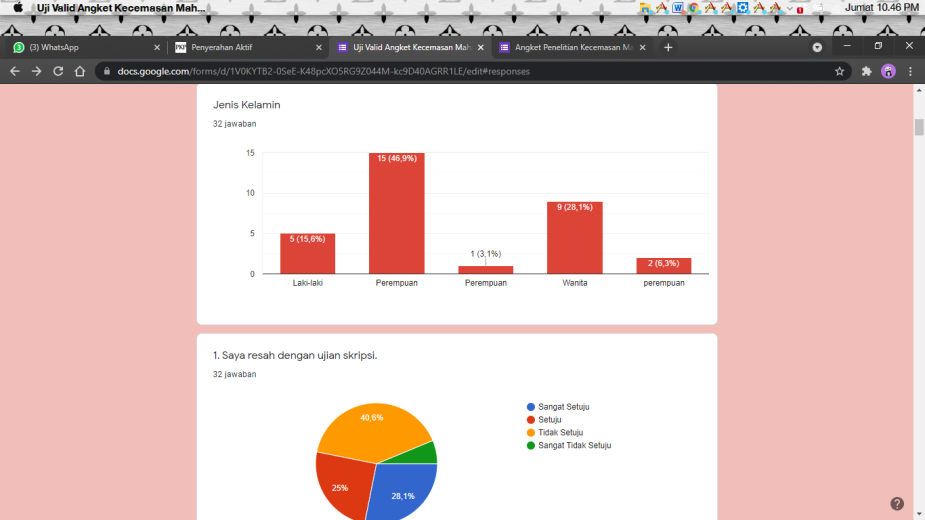 Uji Valid Angket Kecemasan Mah...
Jumat 10.46 PM
(3) WhatsApp
PKP Penyerahan Aktif
Uji Valid Angket Kecemasan Mah
Angket Penelitian Kecemasan Ma
docs.google.com/forms/d/1V0KYTB2-0SeE-K48pcXO5RG9Z044M-kc9D40AGRR1LE/edit#responses
Jenis Kelamin
32 jawaban
15
10
5
0
5 (15,6%)
15 (46,9%)
1 (3,1%)
9 (28,1%)
2 (6,3%)
Laki-laki
Perempuan
Perempuan
Wanita
perempuan
1. Saya resah dengan ujian skripsi.
32 jawaban
40,6%
25%
28,1%
Sangat Setuju
Setuju
Tidak Setuju
Sangat Tidak Setuju